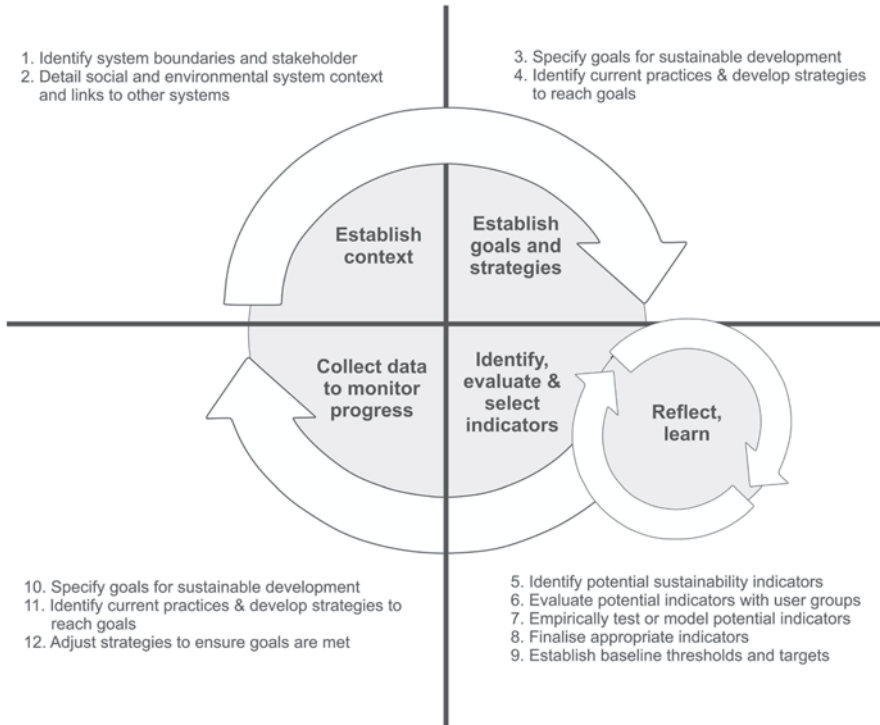 1. Identify system boundaries and stakeholder
2. Detail social and environmental system context
and links to other systems
3. Specify goals for sustainable development
4. Identify current practices & develop strategies
to reach goals
Establish
context
Establish
goals and
strategies
Collect data
to monitor
progress
Identify,
evaluate &
select
indicators
Reflect,
learn
10. Specify goals for sustainable development
11. Identify current practices & develop strategies to
reach goals
12. Adjust strategies to ensure goals are met
5. Identify potential sustainability indicators
6. Evaluate potential indicators with user groups
7. Empirically test or model potential indicators
8. Finalise appropriate indicators
9. Establish baseline thresholds and targets